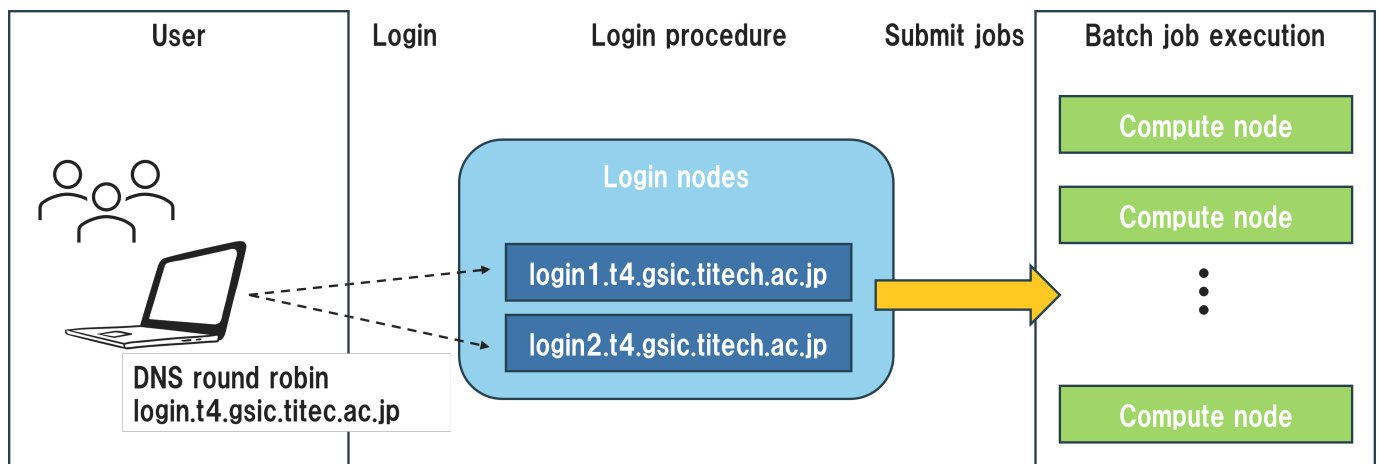 User
Login
Login procedure
Submit jobs
Batch job execution
Login nodes
login1.t4.gsic.titech.ac.jp
login2.t4.gsic.titech.ac.jp
DNS round robin
login.t4.gsic.titec.ac.jp
Compute node
Compute node
Compute node